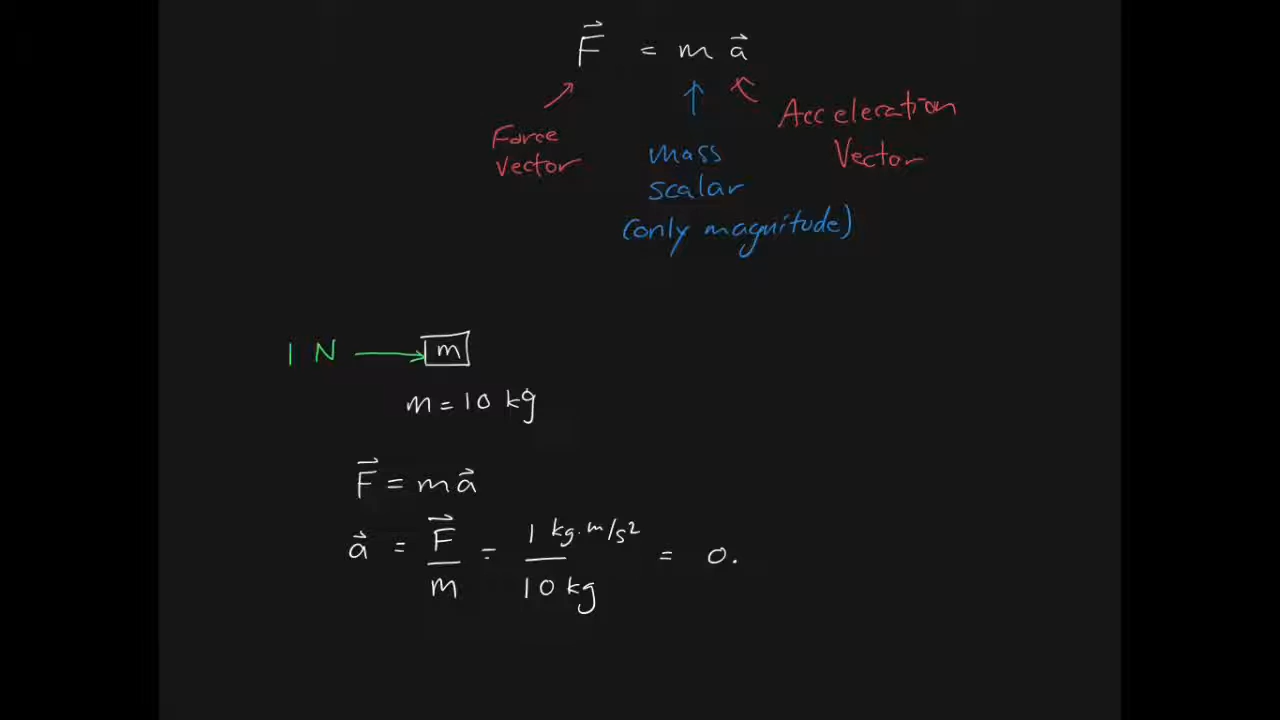 F⃗ = m a⃗
Force
Vector
mass
scalar
(only magnitude)
Acceleration
Vector
1 N
m
m = 10 kg
F⃗ = m a⃗
a⃗ = F⃗/m = 1 kg·m/s² / 10 kg = 0.